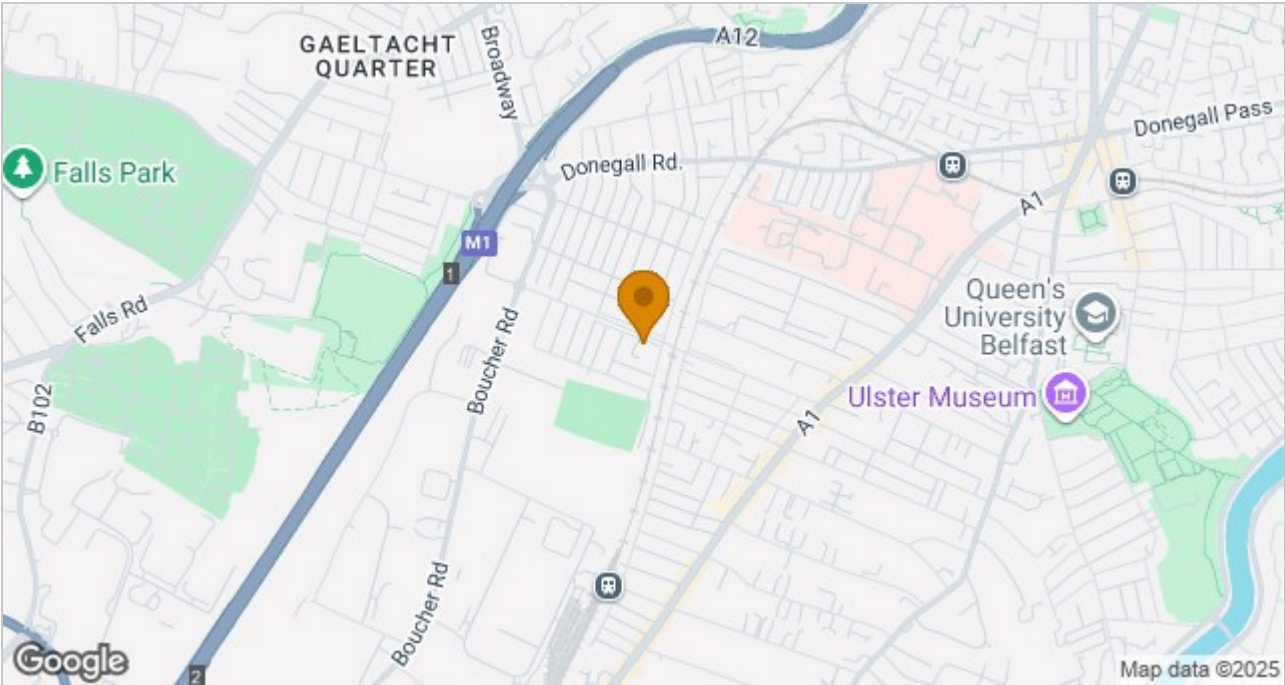 GAELTACHT
QUARTER
Broadway
A12
Donegall Pass
Donegall Rd.
Falls Park
A1
M1
1
Queen's
University
Belfast
Falls Rd
Boucher Rd
Ulster Museum
B102
A1
Boucher Rd
Google
2
Map data ©2025